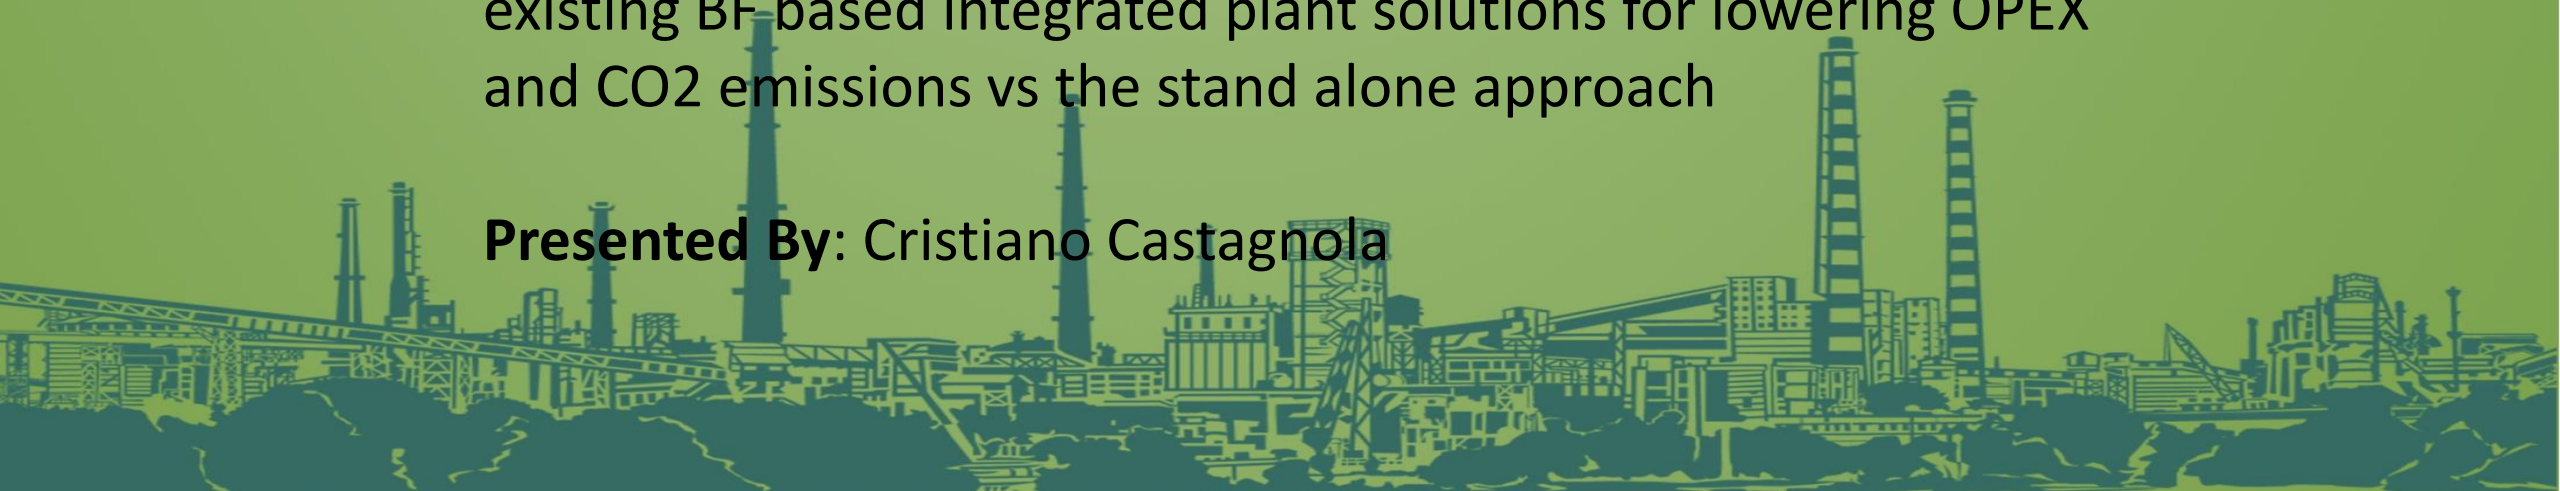 existing BF based integrated plant solutions for lowering OPEX
and CO2 emissions vs the stand alone approach
Presented By: Cristiano Castagnola